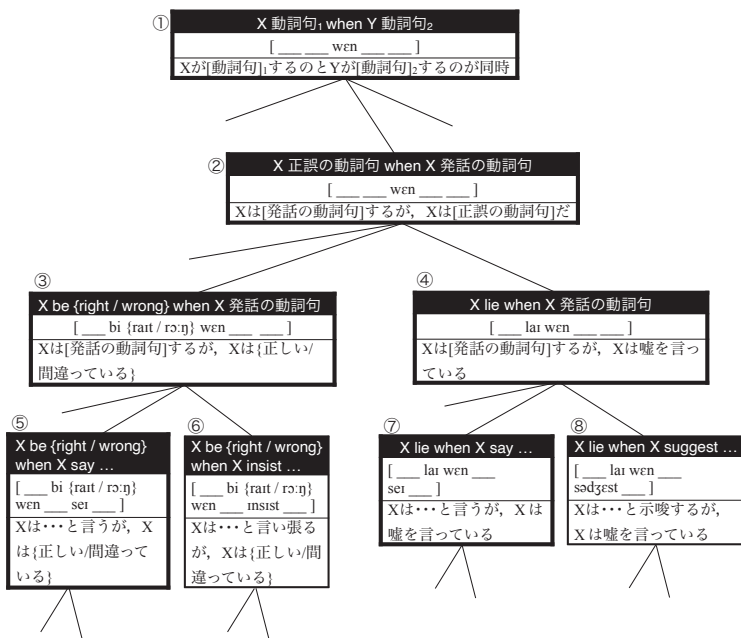 ①
X 動詞句₁ when Y 動詞句₂
[ ___ ___ wɛn ___ ___ ]
Xが[動詞句]₁するのとYが[動詞句]₂するのが同時
②
X 正誤の動詞句 when X 発話の動詞句
[ ___ ___ wɛn ___ ___ ]
Xは[発話の動詞句]するが，Xは[正誤の動詞句]だ
③
X be {right / wrong} when X 発話の動詞句
[ ___ bi {raɪt / rɔːŋ} wɛn ___ ___ ]
Xは[発話の動詞句]するが，Xは{正しい/
間違っている}
④
X lie when X 発話の動詞句
[ ___ laɪ wɛn ___ ___ ]
Xは[発話の動詞句]するが，Xは嘘を言っ
ている
⑤
X be {right / wrong}
when X say …
[ ___ bi {raɪt / rɔːŋ}
wɛn ___ seɪ ___ ]
Xは・・・と言うが，X
は{正しい/間違って
いる}
⑥
X be {right / wrong}
when X insist …
[ ___ bi {raɪt / rɔːŋ}
wɛn ___ ɪnsɪst ___ ]
Xは・・・と言い張る
が，Xは{正しい/間
違っている}
⑦
X lie when X say …
[ ___ laɪ wɛn ___
seɪ ___ ]
Xは・・・と言うが，X は
嘘を言っている
⑧
X lie when X suggest …
[ ___ laɪ wɛn ___
sədʒɛst ___ ]
Xは・・・と示唆するが，
X は嘘を言っている